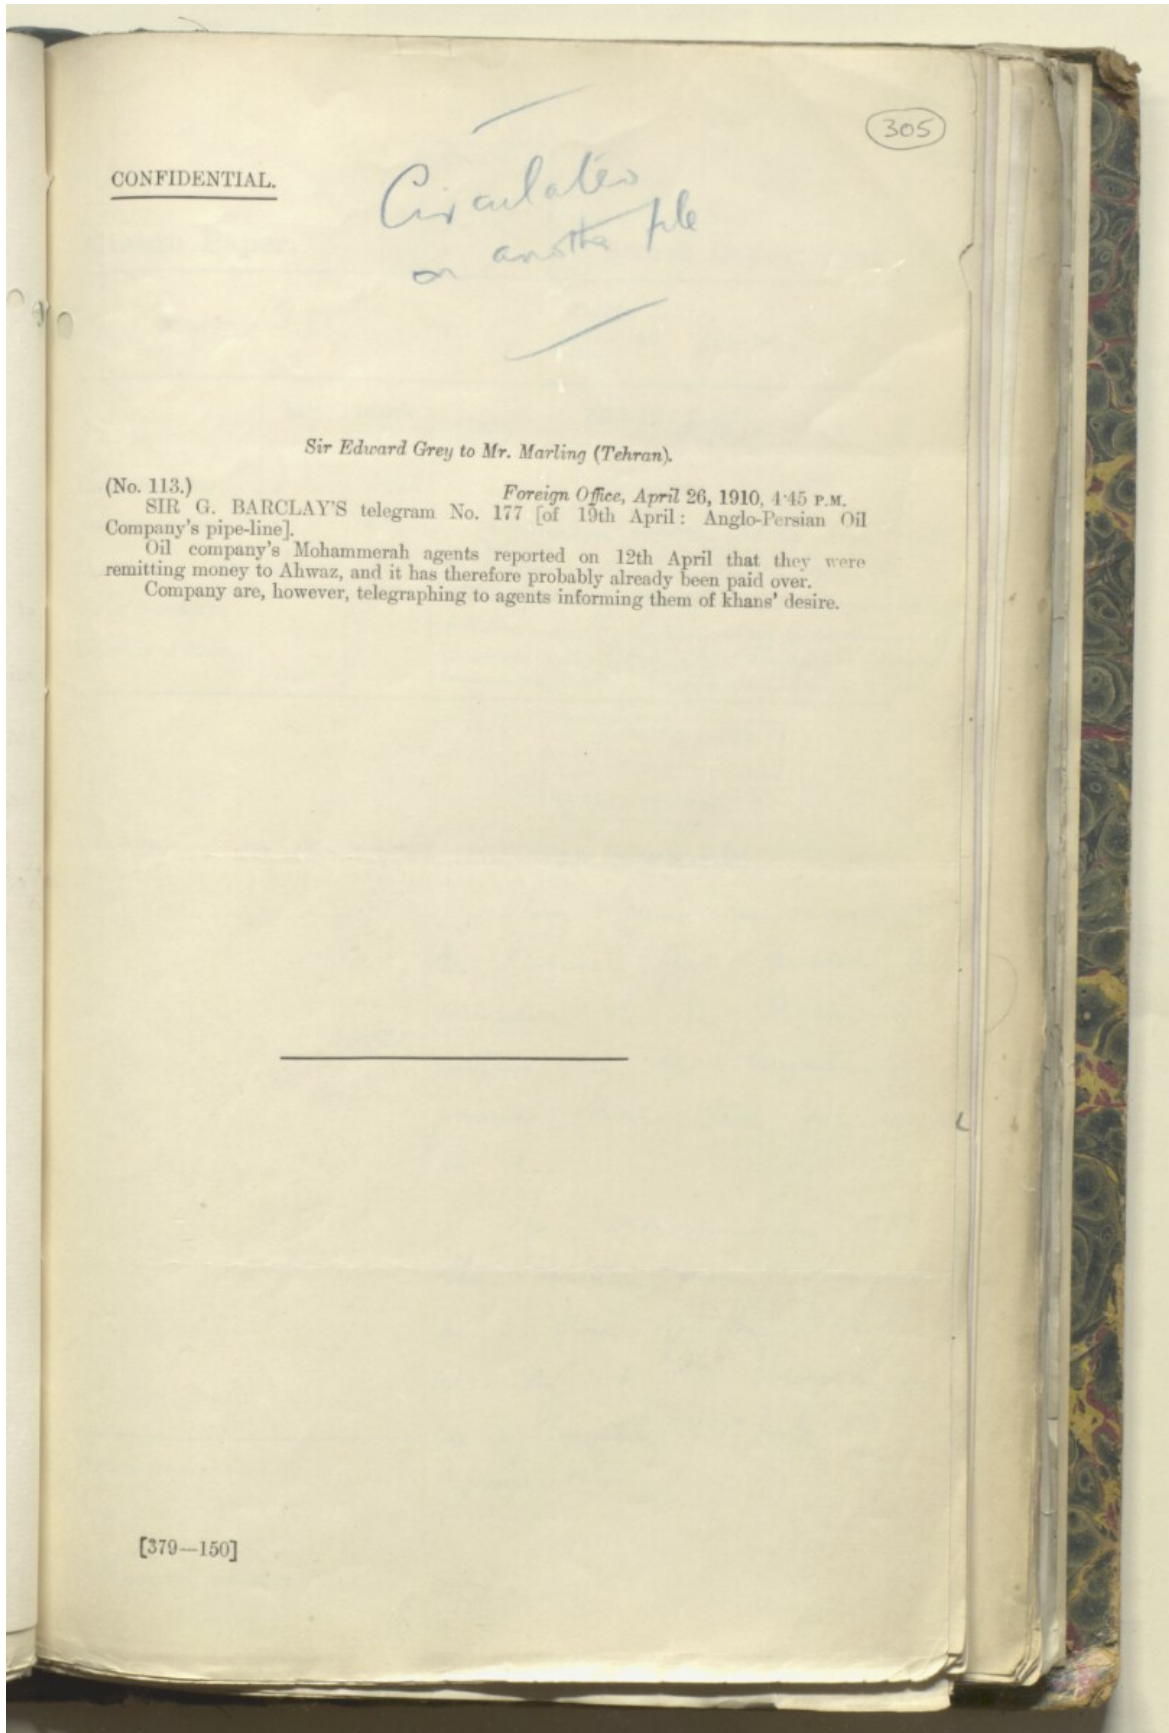 305
CONFIDENTIAL.
Circulated
on another file
Sir Edward Grey to Mr. Marling (Tehran).
(No. 113.) Foreign Office, April 26, 1910, 4·45 P.M.
SIR G. BARCLAY'S telegram No. 177 [of 19th April: Anglo-Persian Oil
Company's pipe-line].
Oil company's Mohammerah agents reported on 12th April that they were
remitting money to Ahwaz, and it has therefore probably already been paid over.
Company are, however, telegraphing to agents informing them of khans' desire.
[379—150]